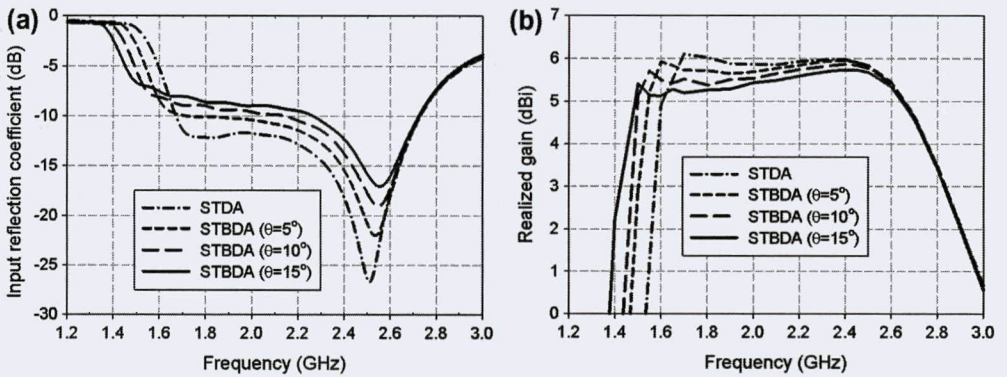 (a)
0
-5
-10
-15
-20
-25
-30
Input reflection coefficient (dB)
STDA
STBDA (θ=5°)
STBDA (θ=10°)
STBDA (θ=15°)
1.2 1.4 1.6 1.8 2.0 2.2 2.4 2.6 2.8 3.0
Frequency (GHz)
(b)
7
6
5
4
3
2
1
0
Realized gain (dBi)
STDA
STBDA (θ=5°)
STBDA (θ=10°)
STBDA (θ=15°)
1.2 1.4 1.6 1.8 2.0 2.2 2.4 2.6 2.8 3.0
Frequency (GHz)